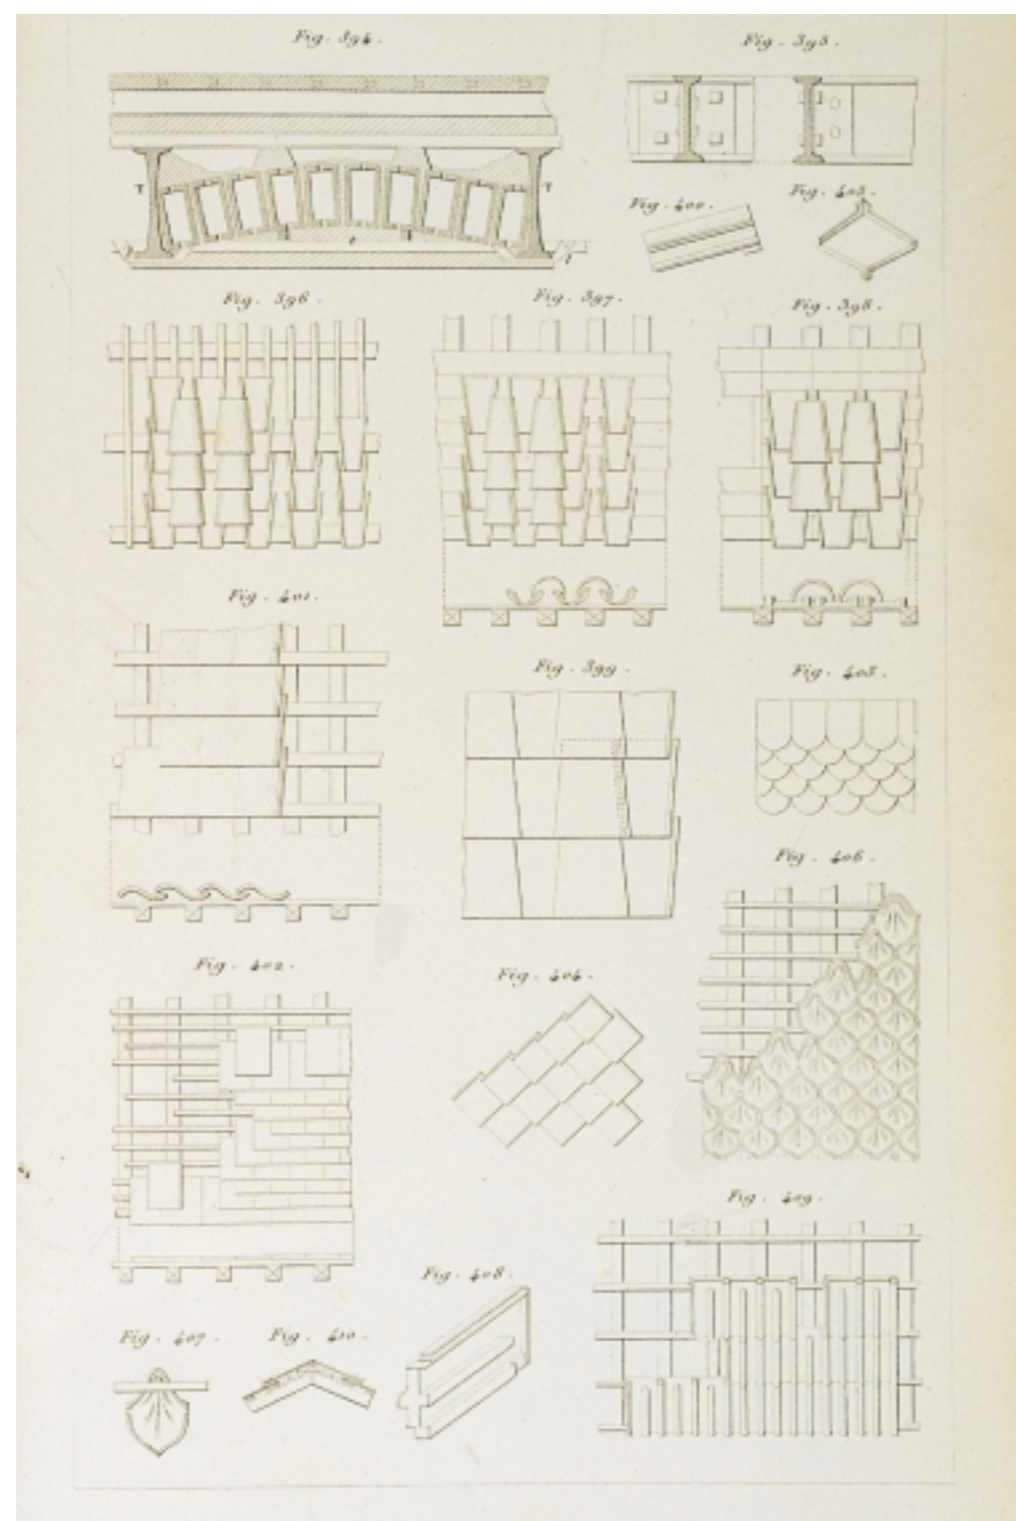 Fig. 394.
Fig. 395.
T
T
t
Fig. 400.
Fig. 405.
Fig. 396.
Fig. 397.
Fig. 398.
Fig. 401.
Fig. 399.
Fig. 403.
Fig. 406.
Fig. 402.
Fig. 404.
Fig. 409.
Fig. 408.
Fig. 407.
Fig. 410.